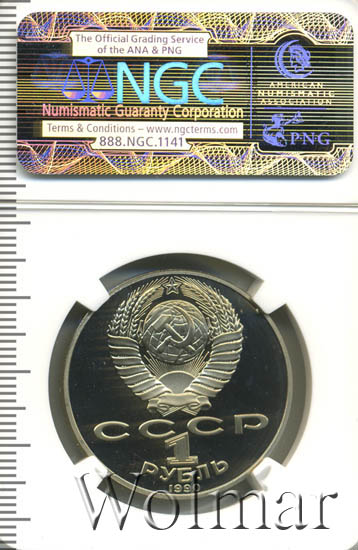 The Official Grading Service
of the ANA & PNG
NGC
Numismatic Guaranty Corporation
Terms & Conditions – www.ngcterms.com
888.NGC.1141
AMERICAN
NUMISMATIC
ASSOCIATION
PNG
СССР
1
РУБЛЬ
1990
Wolmar